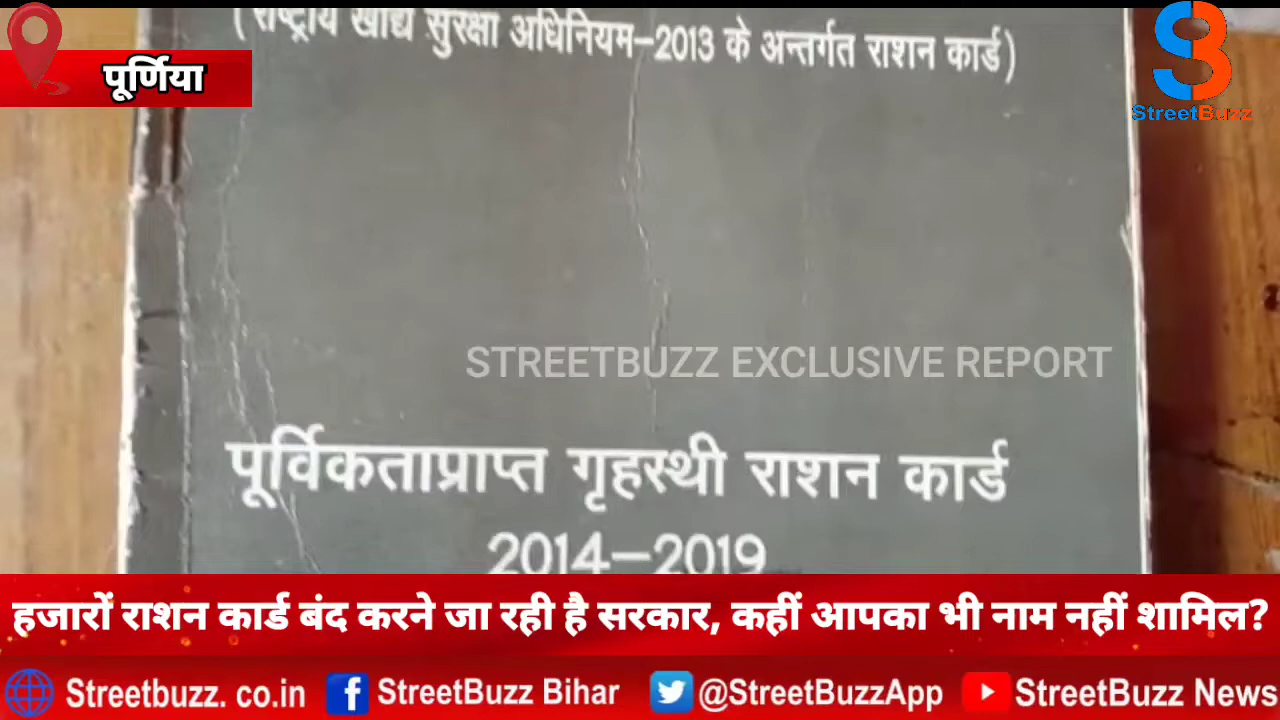 (राष्ट्रीय खाद्य सुरक्षा अधिनियम-2013 के अन्तर्गत राशन कार्ड)
पूर्णिया
StreetBuzz
STREETBUZZ EXCLUSIVE REPORT
पूर्विकताप्राप्त गृहस्थी राशन कार्ड
2014-2019
हजारों राशन कार्ड बंद करने जा रही है सरकार, कहीं आपका भी नाम नहीं शामिल?
Streetbuzz. co.in StreetBuzz Bihar @StreetBuzzApp StreetBuzz News